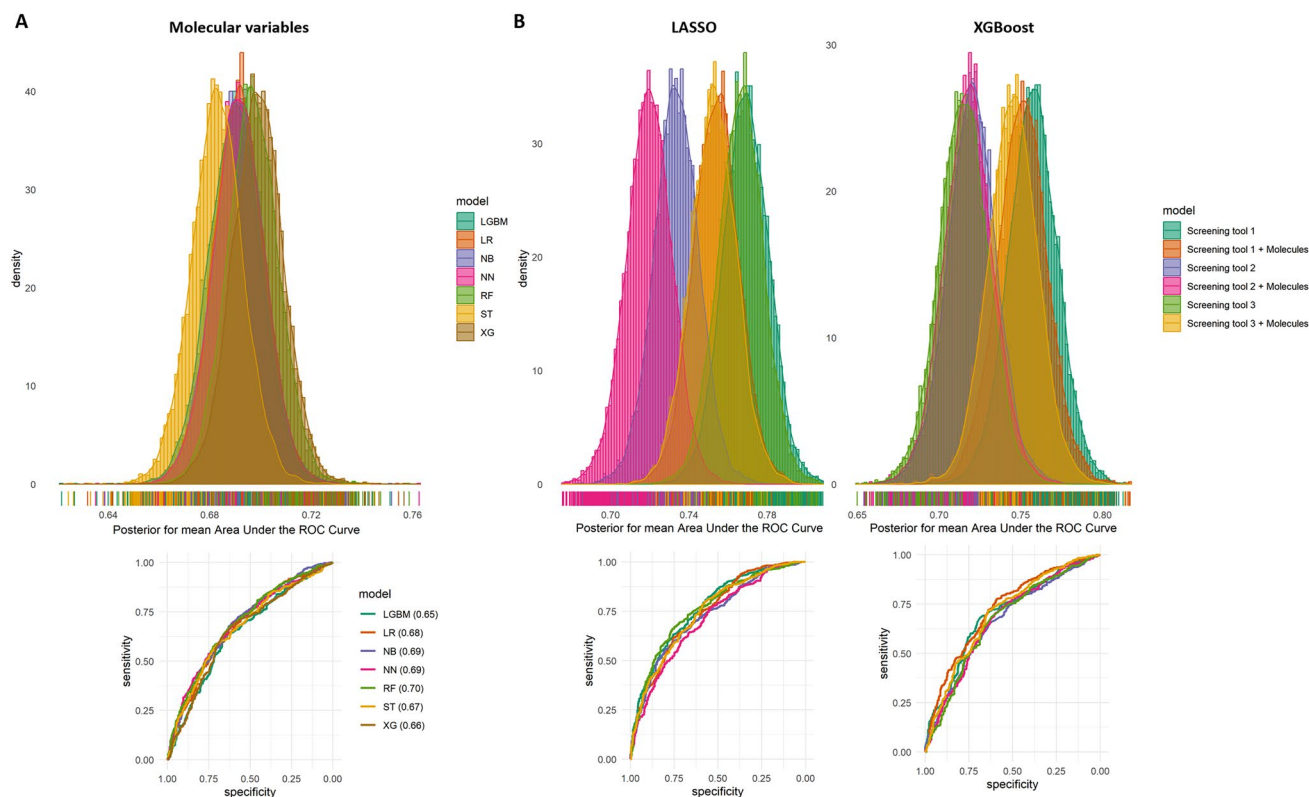 A
Molecular variables
40
30
20
10
0
density
0.64
0.68
0.72
0.76
Posterior for mean Area Under the ROC Curve
model
LGBM
LR
NB
NN
RF
ST
XG
1.00
0.75
0.50
0.25
0.00
sensitivity
1.00
0.75
0.50
0.25
0.00
specificity
model
LGBM (0.65)
LR (0.68)
NB (0.69)
NN (0.69)
RF (0.70)
ST (0.67)
XG (0.66)
B
LASSO
30
20
10
0
density
0.70
0.74
0.78
Posterior for mean Area Under the ROC Curve
1.00
0.75
0.50
0.25
0.00
sensitivity
1.00
0.75
0.50
0.25
0.00
specificity
XGBoost
30
20
10
0
density
0.65
0.70
0.75
0.80
Posterior for mean Area Under the ROC Curve
model
Screening tool 1
Screening tool 1 + Molecules
Screening tool 2
Screening tool 2 + Molecules
Screening tool 3
Screening tool 3 + Molecules
1.00
0.75
0.50
0.25
0.00
sensitivity
1.00
0.75
0.50
0.25
0.00
specificity